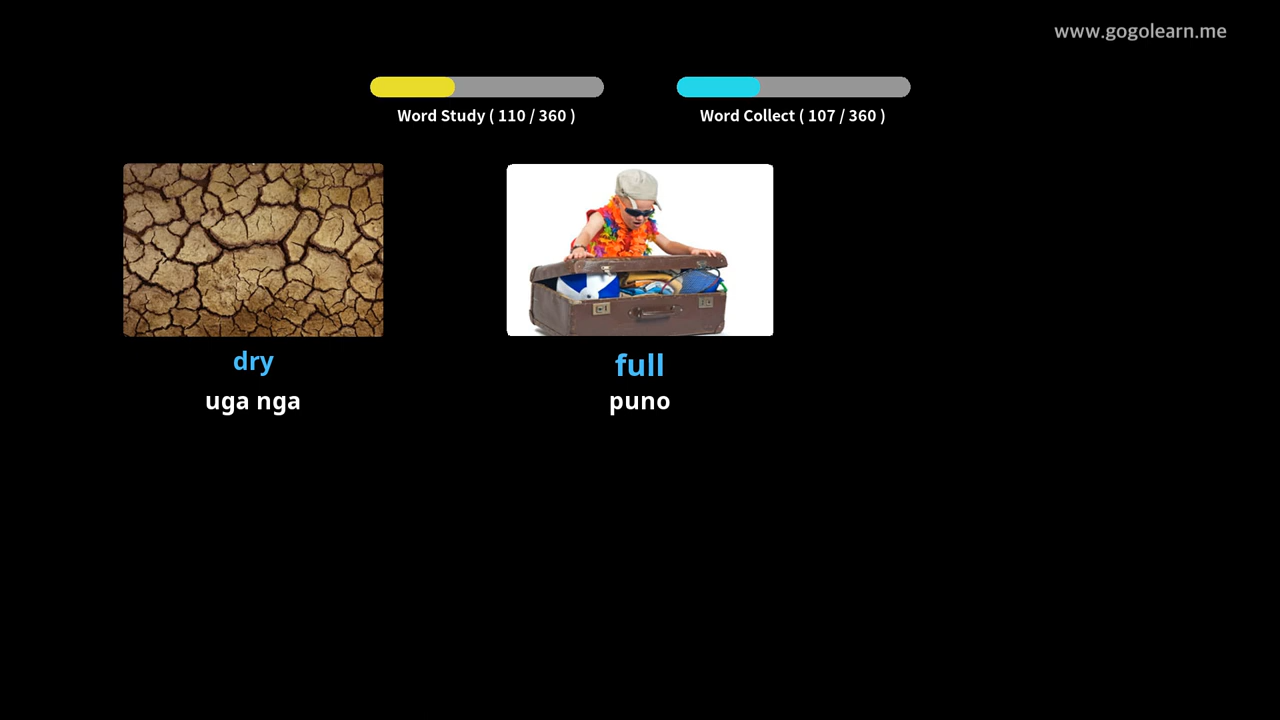 www.gogolearn.me
Word Study ( 110 / 360 )
Word Collect ( 107 / 360 )
dry
uga nga
full
puno